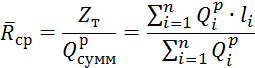 R̄ср = Zт / Qᵖсумм = ∑ⁿᵢ₌₁ Qᵢᵖ · lᵢ / ∑ⁿᵢ₌₁ Qᵢᵖ